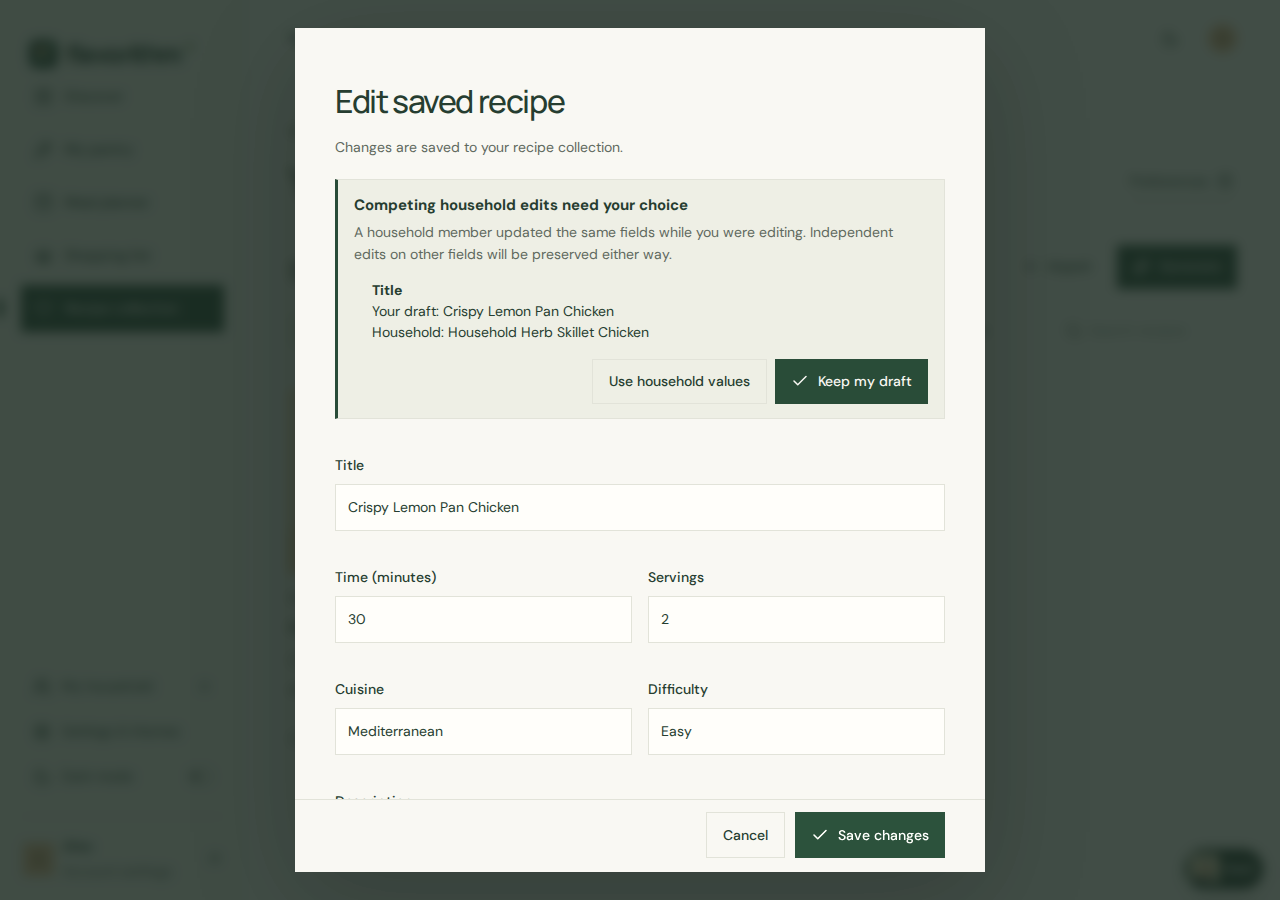 Edit saved recipe
Changes are saved to your recipe collection.
Competing household edits need your choice
A household member updated the same fields while you were editing. Independent
edits on other fields will be preserved either way.
Title
Your draft: Crispy Lemon Pan Chicken
Household: Household Herb Skillet Chicken
Use household values
Keep my draft
Title
Crispy Lemon Pan Chicken
Time (minutes)
Servings
30
2
Cuisine
Difficulty
Mediterranean
Easy
Cancel
Save changes